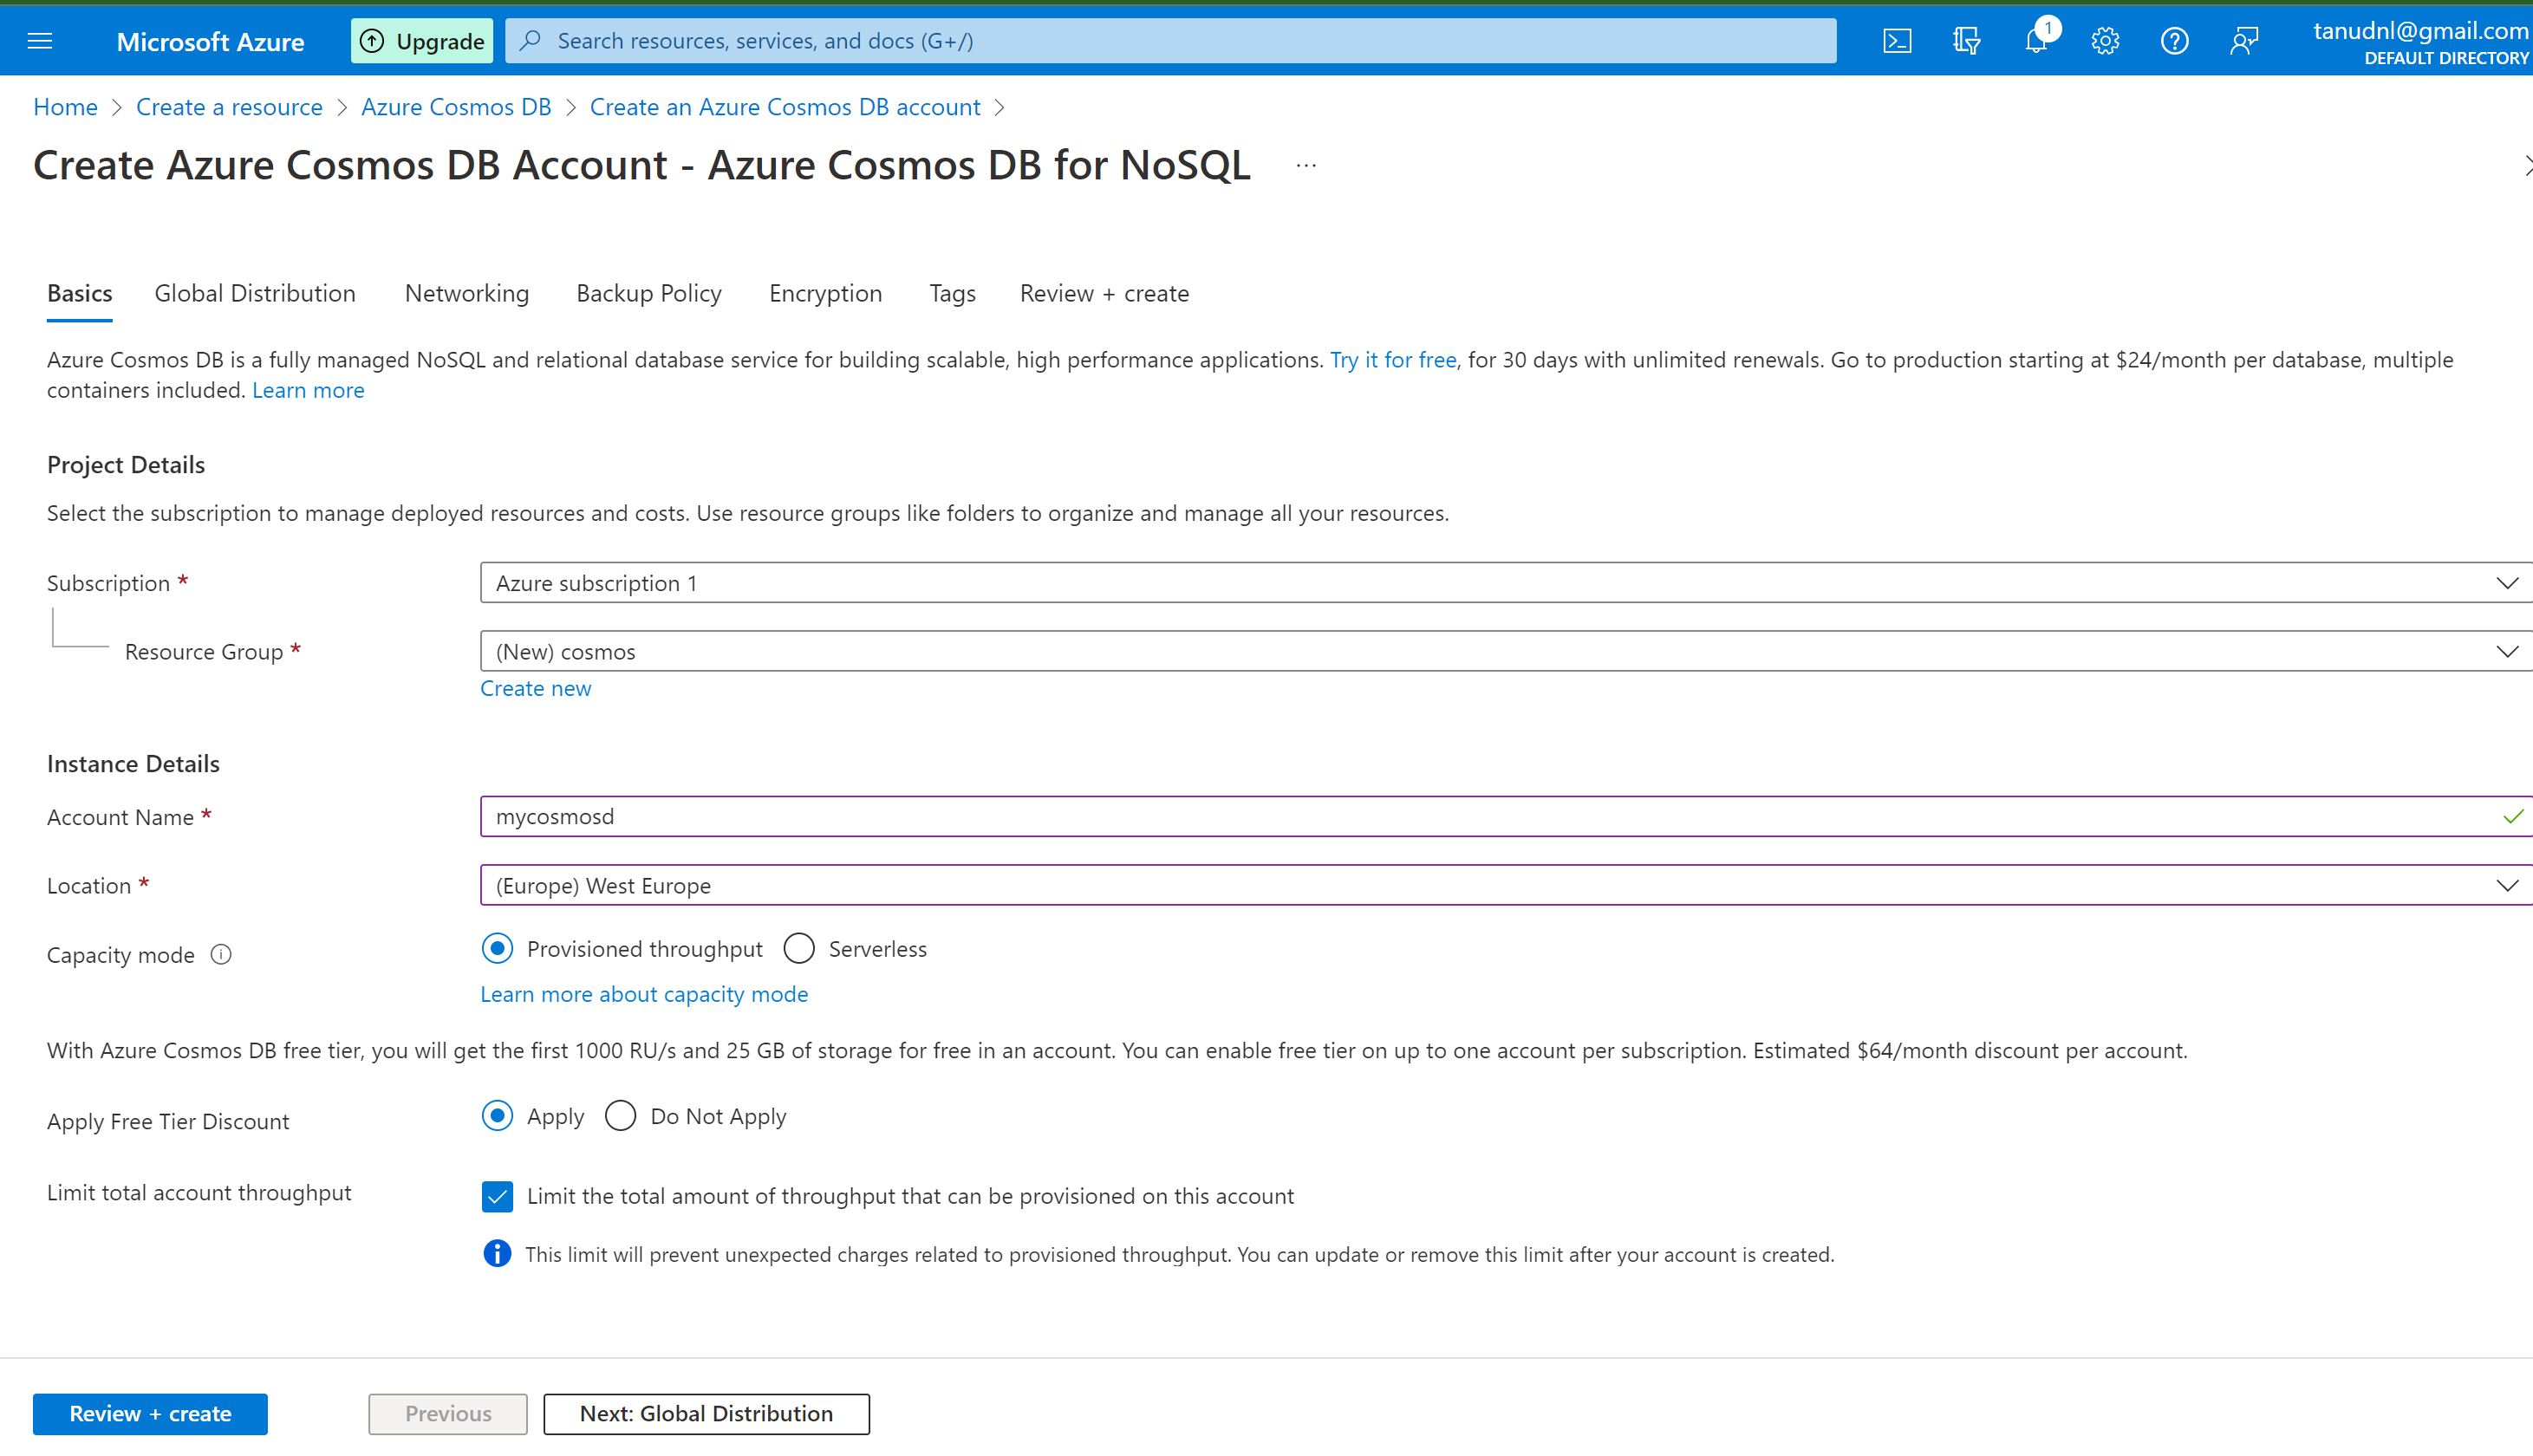 Microsoft Azure
Upgrade
Search resources, services, and docs (G+/)
1
tanudnl@gmail.com
DEFAULT DIRECTORY
Home > Create a resource > Azure Cosmos DB > Create an Azure Cosmos DB account >
Create Azure Cosmos DB Account - Azure Cosmos DB for NoSQL ...
Basics Global Distribution Networking Backup Policy Encryption Tags Review + create
Azure Cosmos DB is a fully managed NoSQL and relational database service for building scalable, high performance applications. Try it for free, for 30 days with unlimited renewals. Go to production starting at $24/month per database, multiple
containers included. Learn more
Project Details
Select the subscription to manage deployed resources and costs. Use resource groups like folders to organize and manage all your resources.
Subscription * Azure subscription 1
Resource Group * (New) cosmos
Create new
Instance Details
Account Name * mycosmosd
Location * (Europe) West Europe
Capacity mode Provisioned throughput Serverless
Learn more about capacity mode
With Azure Cosmos DB free tier, you will get the first 1000 RU/s and 25 GB of storage for free in an account. You can enable free tier on up to one account per subscription. Estimated $64/month discount per account.
Apply Free Tier Discount Apply Do Not Apply
Limit total account throughput Limit the total amount of throughput that can be provisioned on this account
This limit will prevent unexpected charges related to provisioned throughput. You can update or remove this limit after your account is created.
Review + create Previous Next: Global Distribution